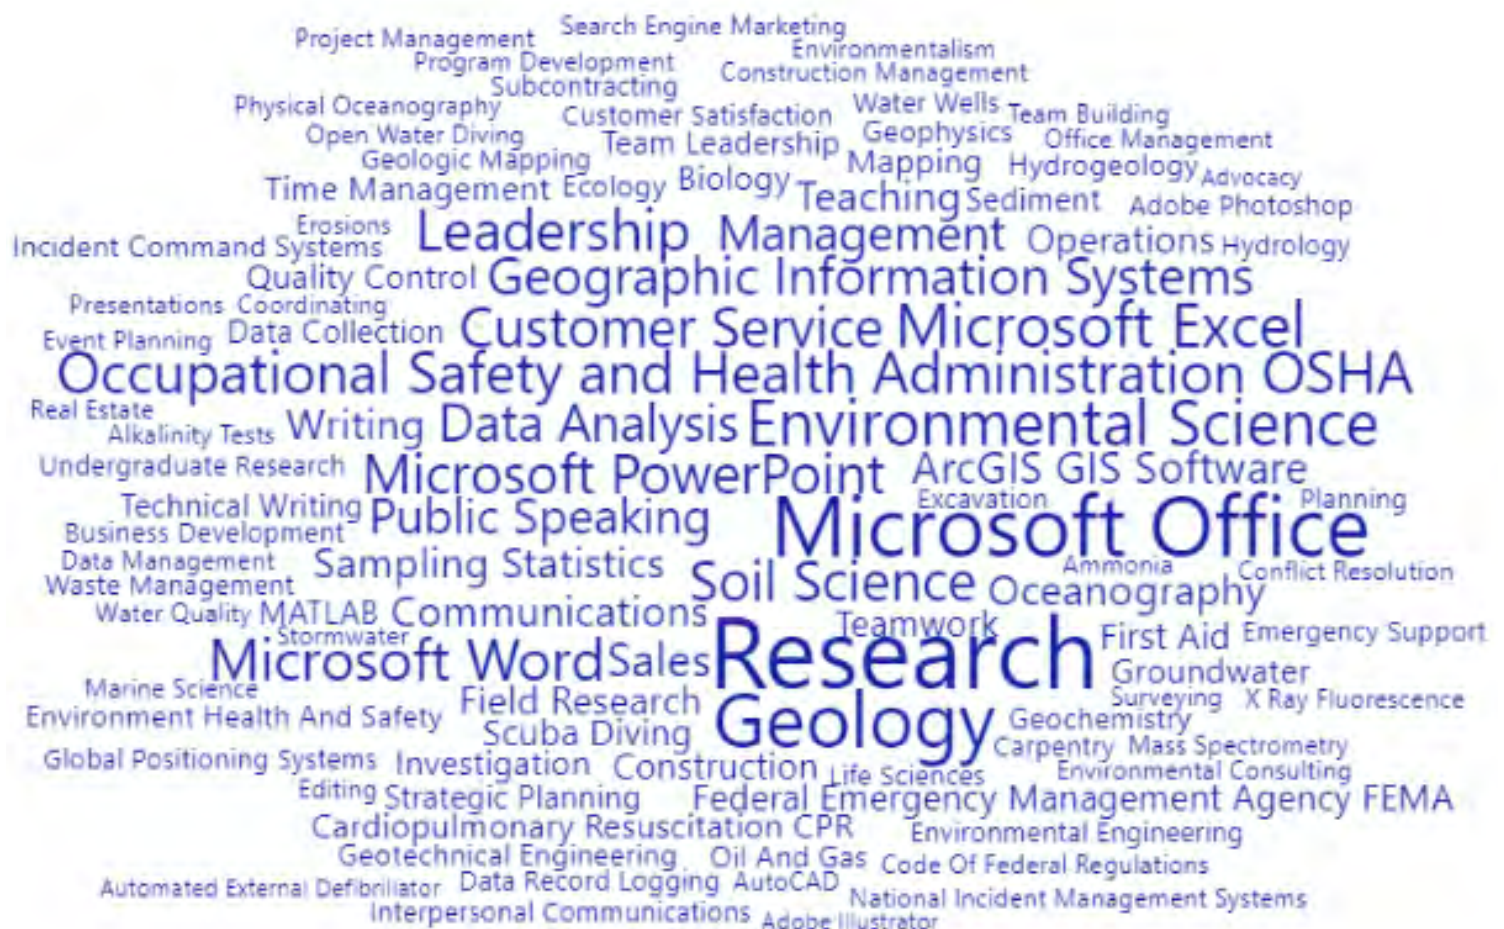 Search Engine Marketing
Project Management
Environmentalism
Program Development
Construction Management
Subcontracting
Physical Oceanography
Customer Satisfaction
Water Wells
Team Building
Open Water Diving
Team Leadership
Geophysics
Office Management
Geologic Mapping
Mapping
Hydrogeology
Advocacy
Time Management
Ecology
Biology
Teaching
Sediment
Adobe Photoshop
Erosions
Incident Command Systems
Leadership
Management
Operations
Hydrology
Quality Control
Geographic Information Systems
Presentations
Coordinating
Event Planning
Data Collection
Customer Service
Microsoft Excel
Occupational Safety and Health Administration OSHA
Real Estate
Alkalinity Tests
Writing
Data Analysis
Environmental Science
Undergraduate Research
Microsoft PowerPoint
ArcGIS GIS Software
Technical Writing
Public Speaking
Excavation
Planning
Business Development
Microsoft Office
Data Management
Sampling Statistics
Soil Science
Ammonia
Conflict Resolution
Waste Management
Oceanography
Water Quality
MATLAB
Communications
Teamwork
Stormwater
Microsoft Word
Sales
Research
First Aid
Emergency Support
Groundwater
Marine Science
Field Research
Surveying
X Ray Fluorescence
Environment Health And Safety
Scuba Diving
Geology
Geochemistry
Carpentry
Mass Spectrometry
Global Positioning Systems
Investigation
Construction
Life Sciences
Environmental Consulting
Editing
Strategic Planning
Federal Emergency Management Agency FEMA
Cardiopulmonary Resuscitation CPR
Environmental Engineering
Geotechnical Engineering
Oil And Gas
Code Of Federal Regulations
Automated External Defibrillator
Data Record Logging
AutoCAD
National Incident Management Systems
Interpersonal Communications
Adobe Illustrator